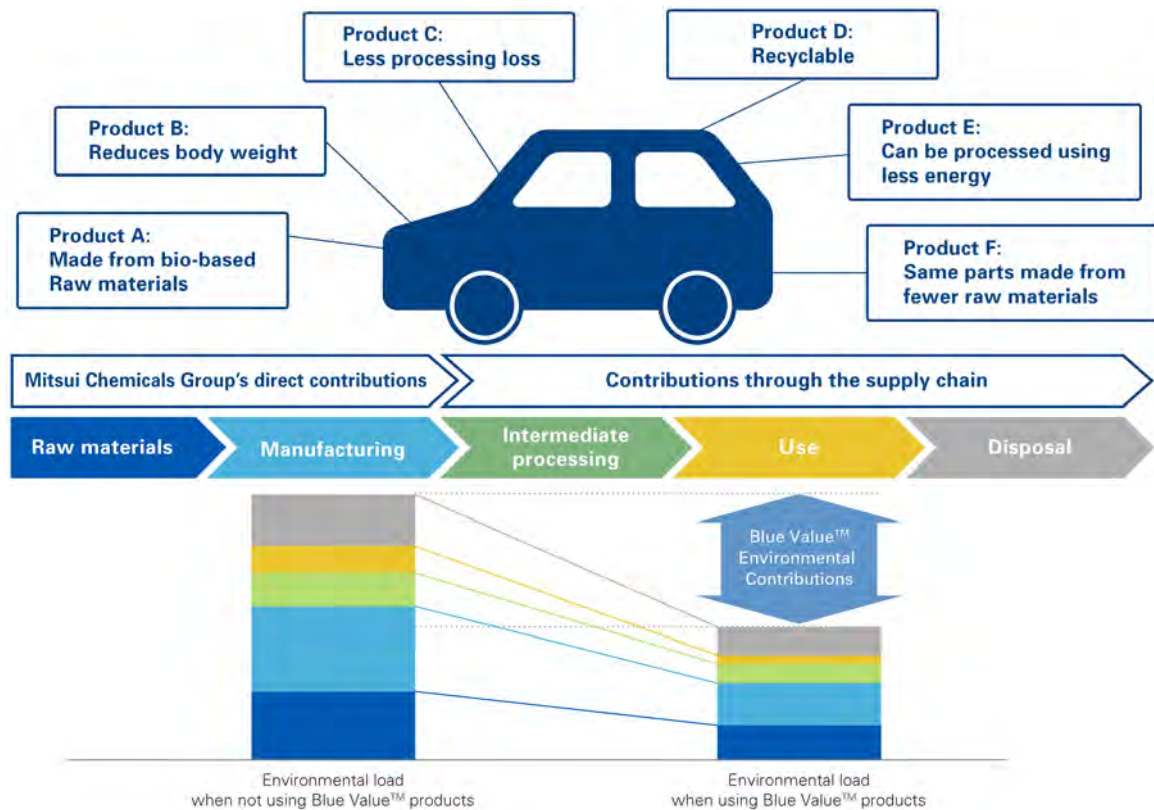 Product C:
Less processing loss
Product D:
Recyclable
Product B:
Reduces body weight
Product E:
Can be processed using
less energy
Product A:
Made from bio-based
Raw materials
Product F:
Same parts made from
fewer raw materials
Mitsui Chemicals Group's direct contributions
Contributions through the supply chain
Raw materials
Manufacturing
Intermediate
processing
Use
Disposal
Blue Value™
Environmental
Contributions
Environmental load
when not using Blue Value™ products
Environmental load
when using Blue Value™ products